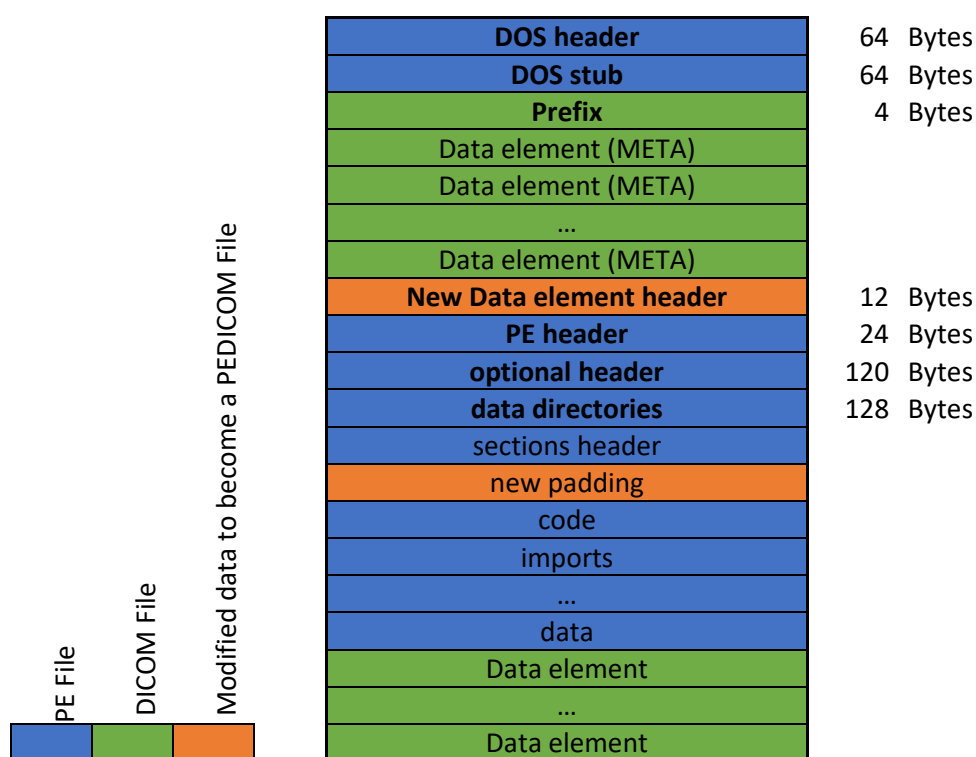 DOS header 64 Bytes
DOS stub 64 Bytes
Prefix 4 Bytes
Data element (META)
Data element (META)
...
Data element (META)
New Data element header 12 Bytes
PE header 24 Bytes
optional header 120 Bytes
data directories 128 Bytes
sections header
new padding
code
imports
...
data
Data element
...
Data element
PE File
DICOM File
Modified data to become a PEDICOM File